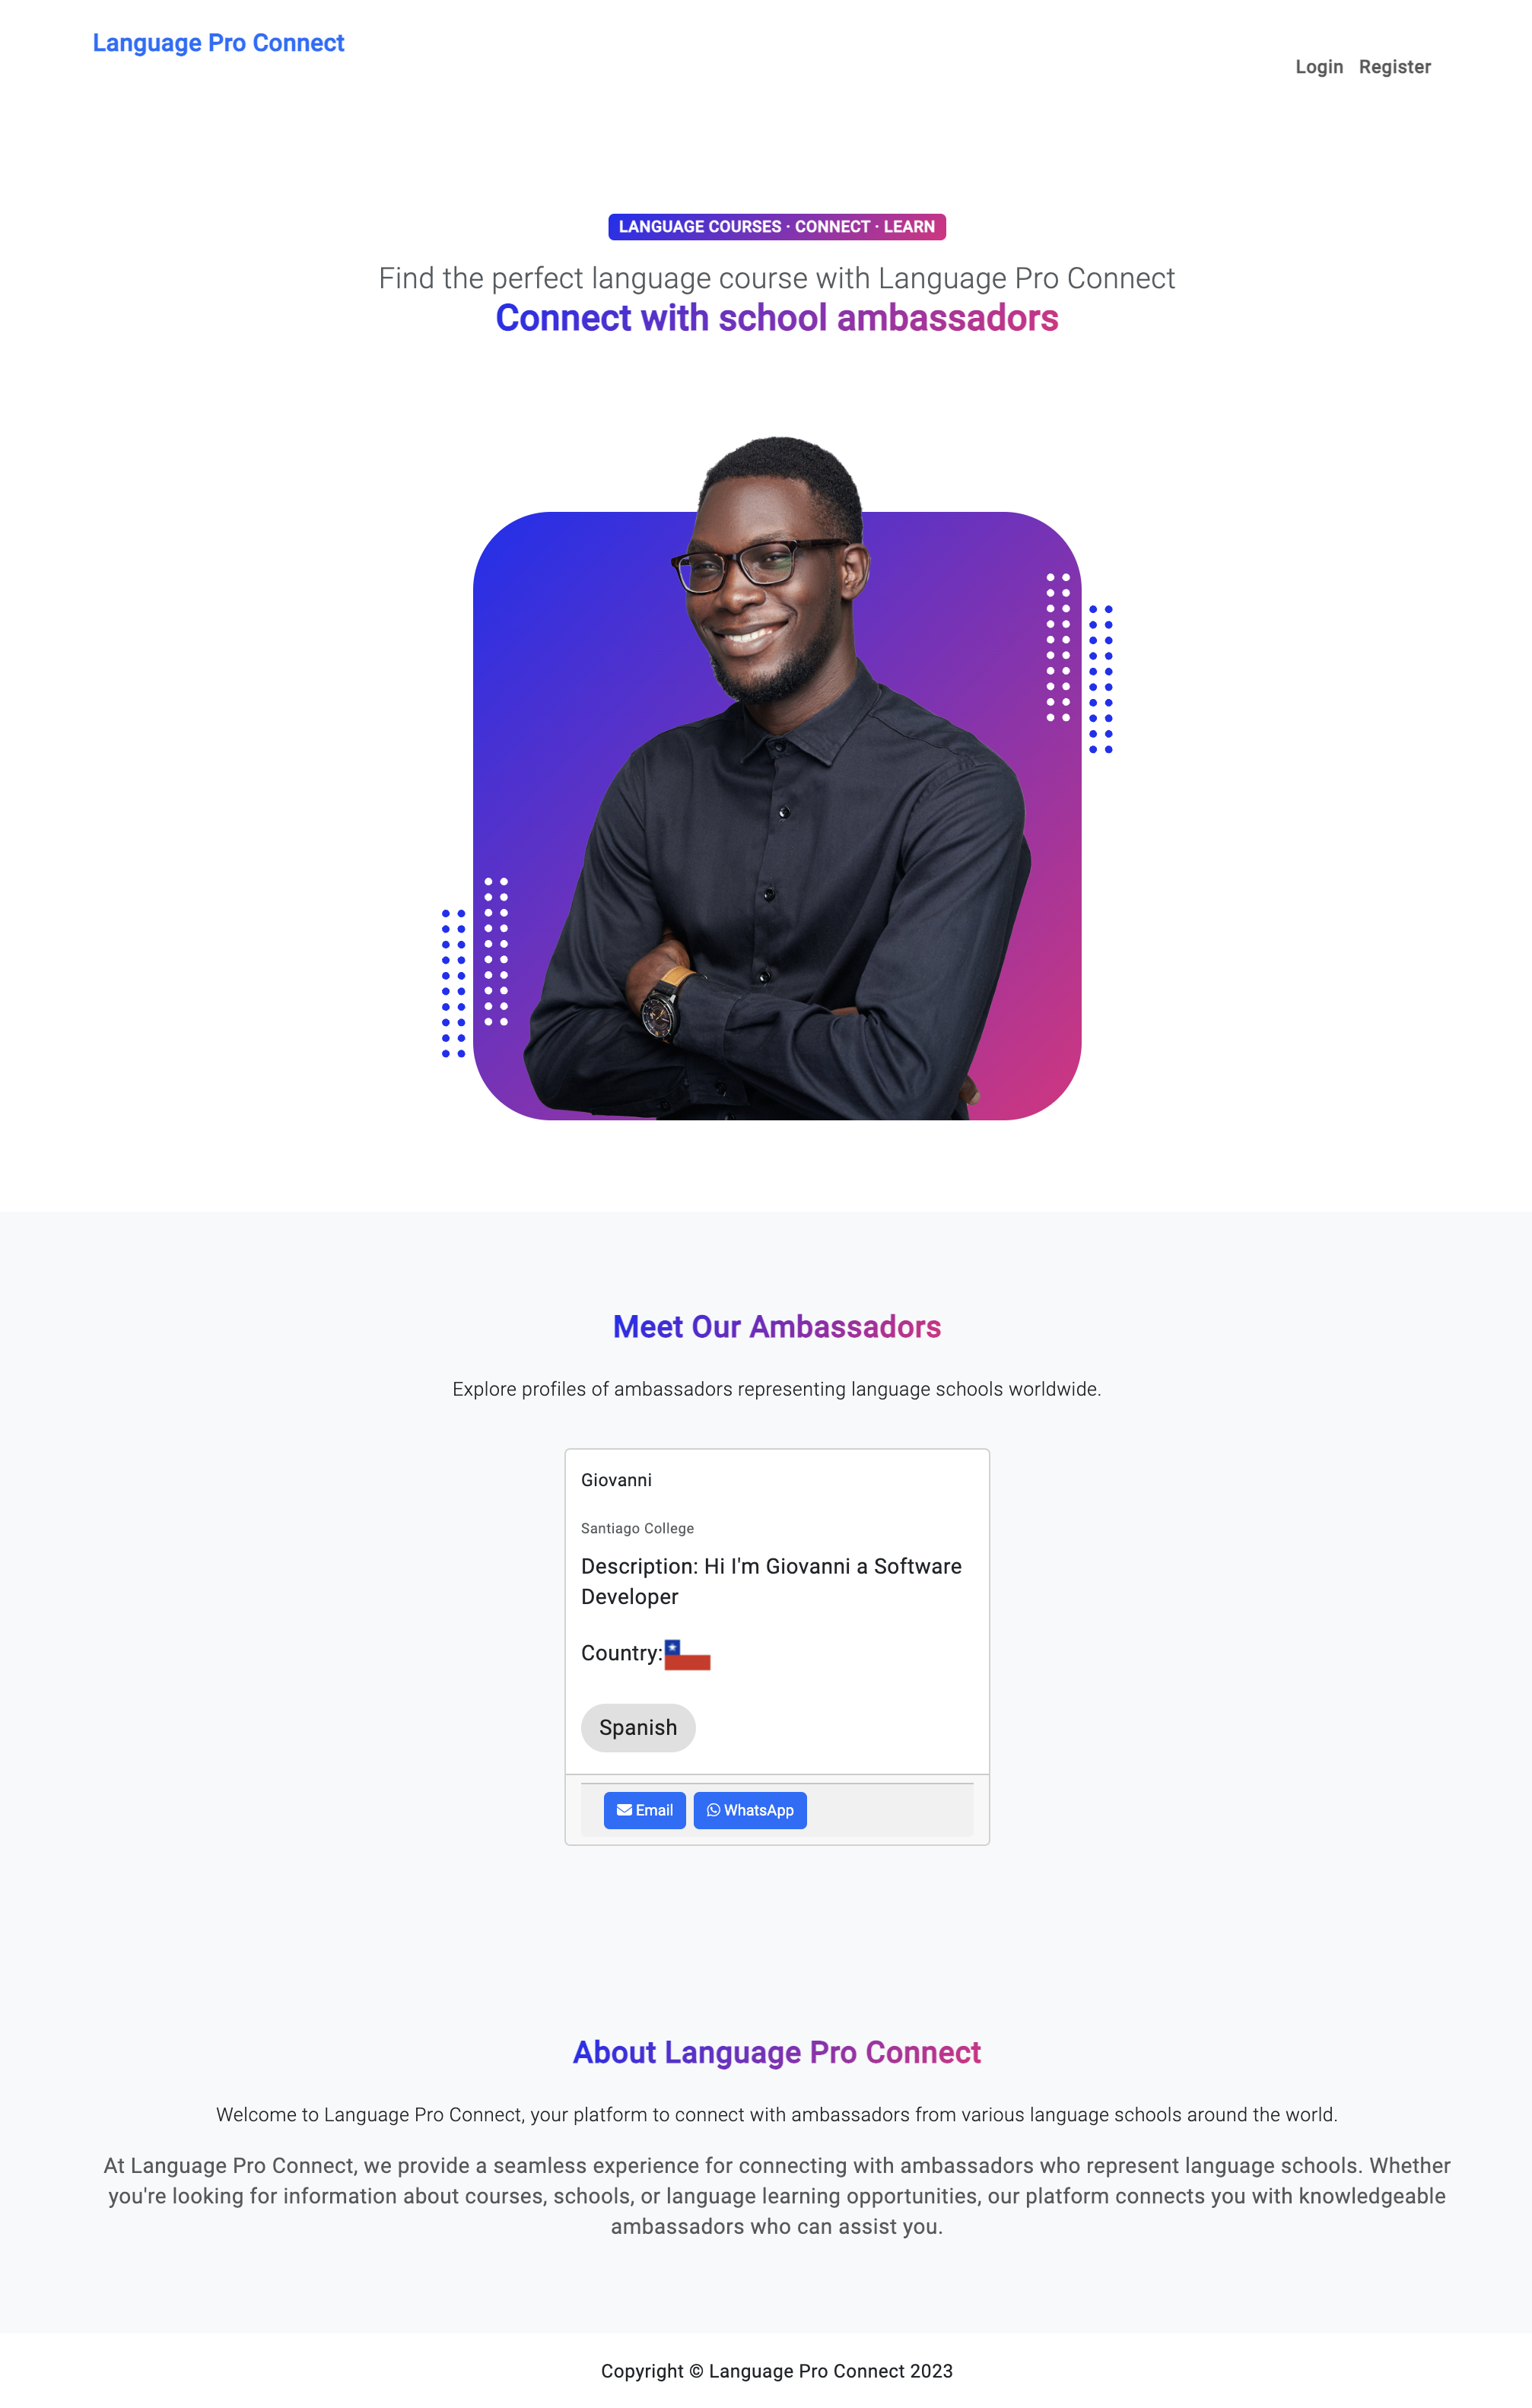 Language Pro Connect
Login Register
LANGUAGE COURSES · CONNECT · LEARN
Find the perfect language course with Language Pro Connect
Connect with school ambassadors
Meet Our Ambassadors
Explore profiles of ambassadors representing language schools worldwide.
Giovanni
Santiago College
Description: Hi I'm Giovanni a Software
Developer
Country:
Spanish
Email WhatsApp
About Language Pro Connect
Welcome to Language Pro Connect, your platform to connect with ambassadors from various language schools around the world.
At Language Pro Connect, we provide a seamless experience for connecting with ambassadors who represent language schools. Whether
you're looking for information about courses, schools, or language learning opportunities, our platform connects you with knowledgeable
ambassadors who can assist you.
Copyright © Language Pro Connect 2023